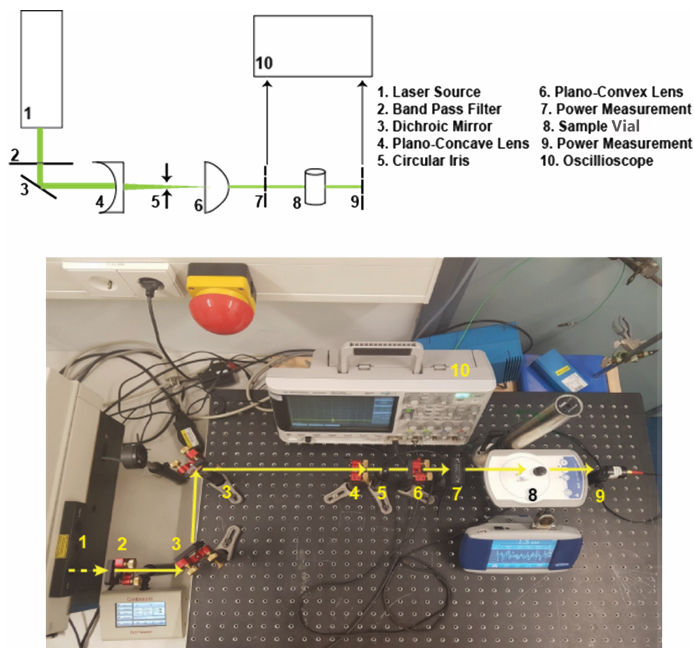 10
1. Laser Source
2. Band Pass Filter
3. Dichroic Mirror
4. Plano-Concave Lens
5. Circular Iris
6. Plano-Convex Lens
7. Power Measurement
8. Sample Vial
9. Power Measurement
10. Oscillioscope
1
2
3
4
5
6
7
8
9
10
3
4
5
6
7
8
9
1
2
3